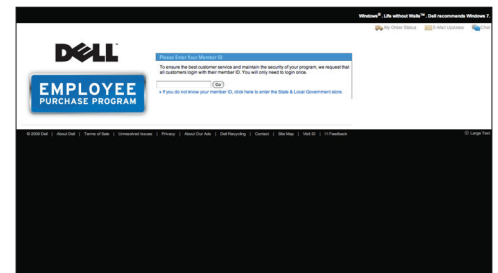 Windows®. Life without Walls™. Dell recommends Windows 7.
My Order Status E-Mail Updates Chat
DELL
EMPLOYEE
PURCHASE PROGRAM
Please Enter Your Member ID
To ensure the best customer service and maintain the security of your program, we request that
all customers login with their member ID. You will only need to login once.
Go
If you do not know your member ID, click here to enter the State & Local Government store.
© 2009 Dell | About Dell | Terms of Sale | Unresolved Issues | Privacy | About Our Ads | Dell Recycling | Contact | Site Map | Visit ID | Feedback
Large Text